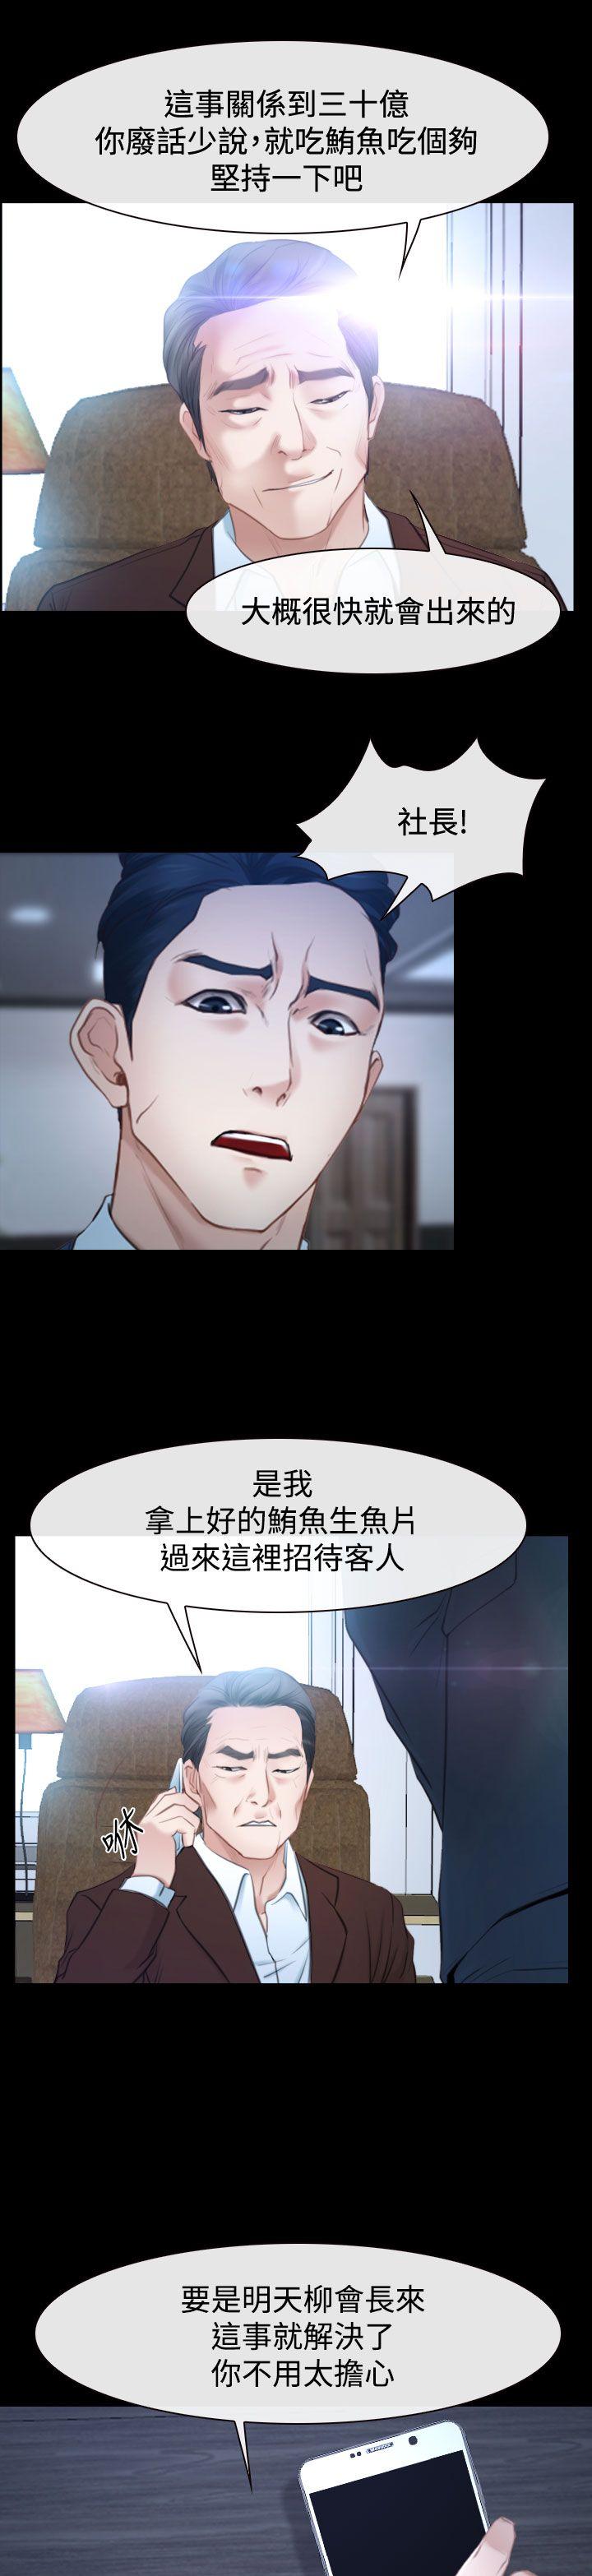 這事關係到三十億
你廢話少說,就吃鮪魚吃個夠
堅持一下吧
大概很快就會出來的
社長!
是我
拿上好的鮪魚生魚片
過來這裡招待客人
咻
要是明天柳會長來
這事就解決了
你不用太擔心